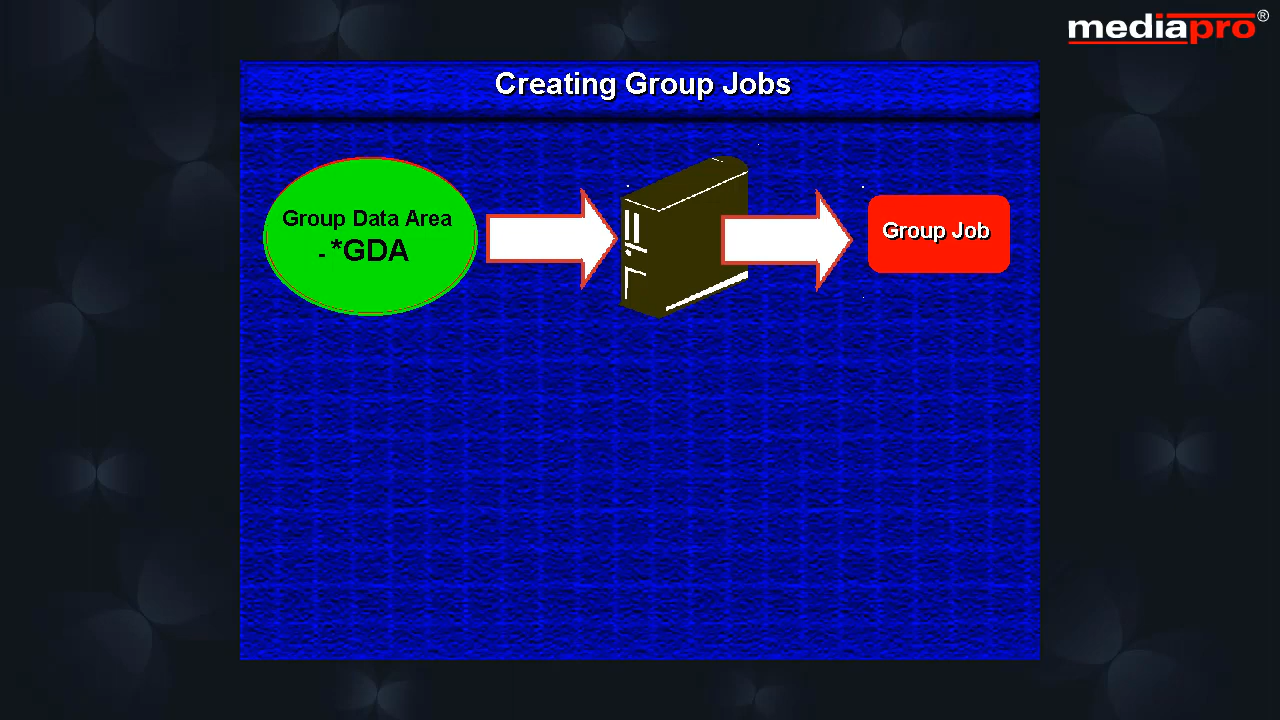 mediapro®
Creating Group Jobs
Group Data Area
- *GDA
Group Job